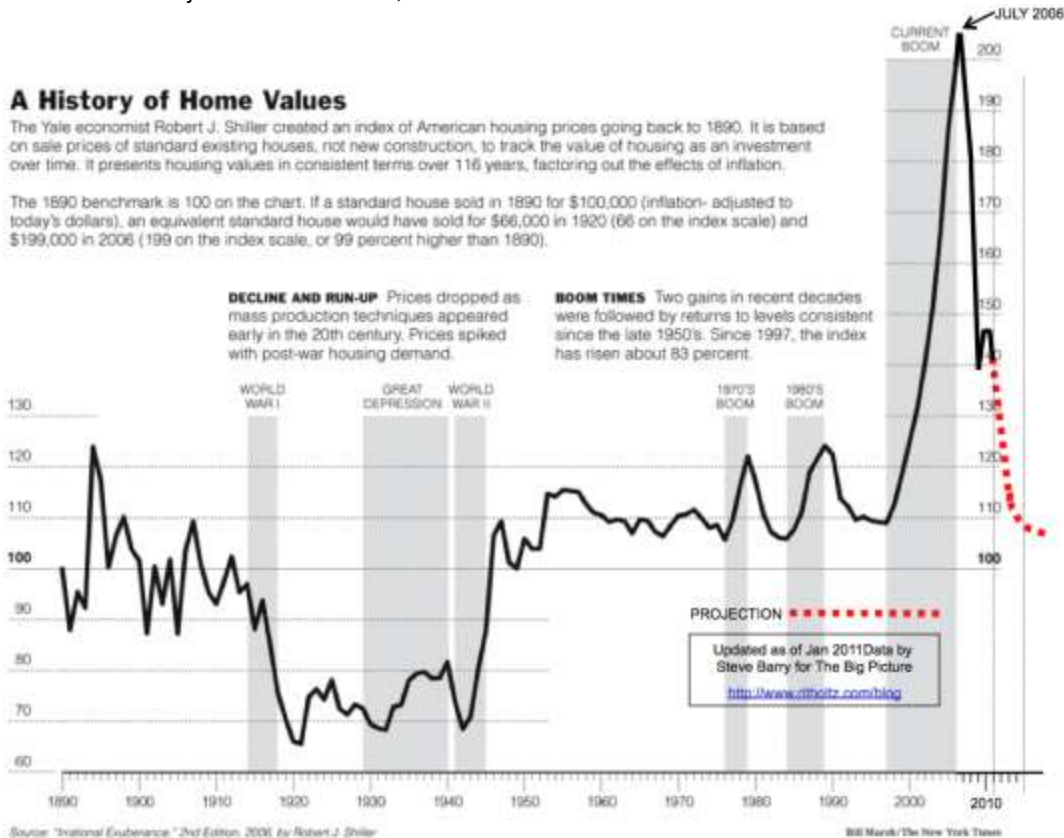 JULY 2006
CURRENT
BOOM
A History of Home Values
The Yale economist Robert J. Shiller created an index of American housing prices going back to 1890. It is based
on sale prices of standard existing houses, not new construction, to track the value of housing as an investment
over time. It presents housing values in consistent terms over 116 years, factoring out the effects of inflation.
The 1890 benchmark is 100 on the chart. If a standard house sold in 1890 for $100,000 (inflation- adjusted to
today's dollars), an equivalent standard house would have sold for $66,000 in 1920 (66 on the index scale) and
$199,000 in 2006 (199 on the index scale, or 99 percent higher than 1890).
DECLINE AND RUN-UP Prices dropped as
mass production techniques appeared
early in the 20th century. Prices spiked
with post-war housing demand.
BOOM TIMES Two gains in recent decades
were followed by returns to levels consistent
since the late 1950's. Since 1997, the index
has risen about 83 percent.
WORLD
WAR I
GREAT
DEPRESSION
WORLD
WAR II
1970'S
BOOM
1980'S
BOOM
200
190
180
170
160
150
130
120
110
100
130
120
110
100
90
80
70
60
PROJECTION
Updated as of Jan 2011Data by
Steve Barry for The Big Picture
http://www.ritholtz.com/blog
1890 1900 1910 1920 1930 1940 1950 1960 1970 1980 1990 2000 2010
Source: "Irrational Exuberance," 2nd Edition, 2006, by Robert J. Shiller
Bill Marsh/The New York Times